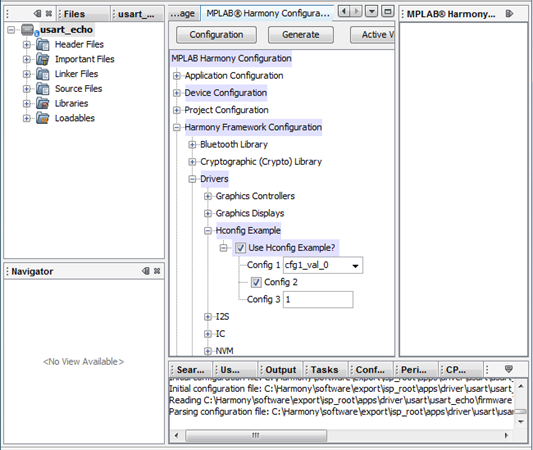 Files
usart_...
usart_echo
Header Files
Important Files
Linker Files
Source Files
Libraries
Loadables
Navigator
<No View Available>
...age
MPLAB® Harmony Configura...
Configuration
Generate
Active V
MPLAB Harmony Configuration
Application Configuration
Device Configuration
Project Configuration
Harmony Framework Configuration
Bluetooth Library
Cryptographic (Crypto) Library
Drivers
Graphics Controllers
Graphics Displays
Hconfig Example
Use Hconfig Example?
Config 1 cfg1_val_0
Config 2
Config 3 1
I2S
IC
NVM
MPLAB® Harmony...
Sear...
Us...
Output
Tasks
Conf...
Peri...
CP...
Initial configuration file: C:\Harmony\software\export\isp_root\apps\driver\usart\usart
Reading C:\Harmony\software\export\isp_root\apps\driver\usart\usart_echo\firmware
Parsing configuration file: C:\Harmony\software\export\isp_root\apps\driver\usart\usar